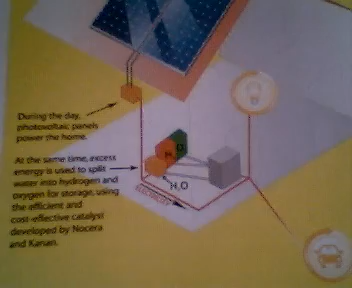 During the day,
photovoltaic panels
power the home.
At the same time, excess
energy is used to split
water into hydrogen and
oxygen for storage, using
the efficient and
cost-effective catalyst
developed by Nocera
and Kanan.
H₂O